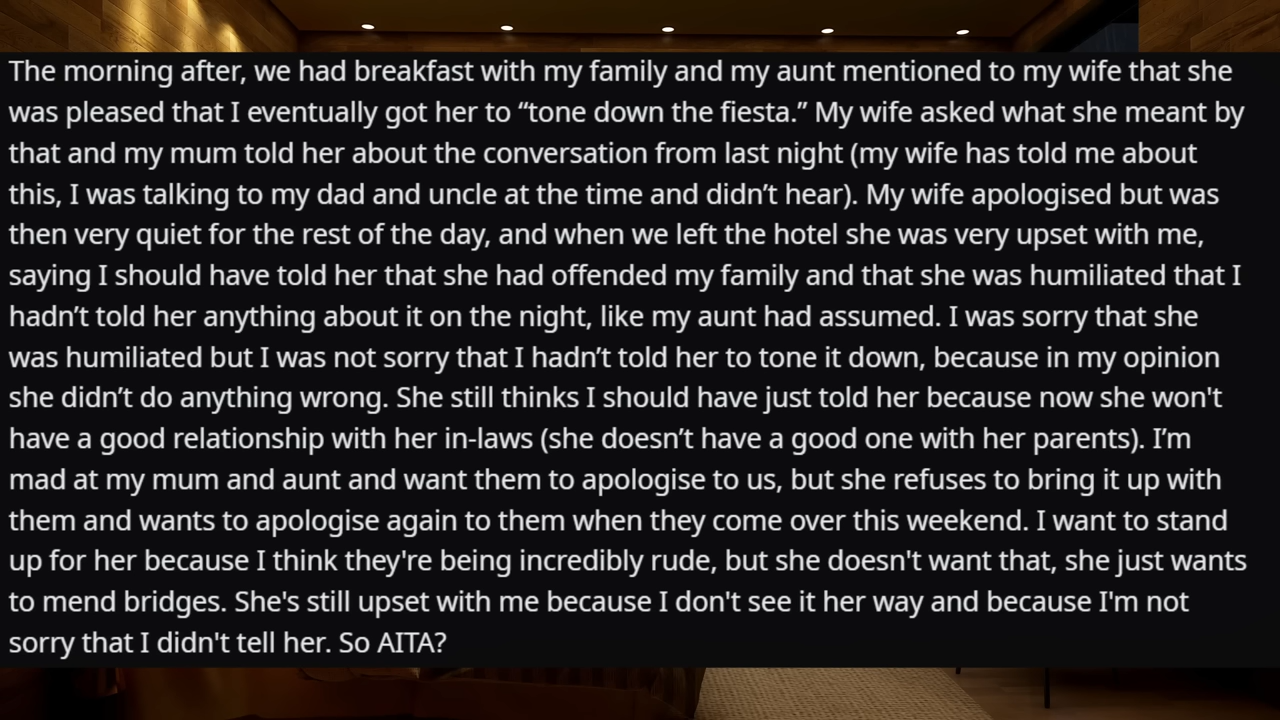 The morning after, we had breakfast with my family and my aunt mentioned to my wife that she
was pleased that I eventually got her to “tone down the fiesta.” My wife asked what she meant by
that and my mum told her about the conversation from last night (my wife has told me about
this, I was talking to my dad and uncle at the time and didn’t hear). My wife apologised but was
then very quiet for the rest of the day, and when we left the hotel she was very upset with me,
saying I should have told her that she had offended my family and that she was humiliated that I
hadn’t told her anything about it on the night, like my aunt had assumed. I was sorry that she
was humiliated but I was not sorry that I hadn’t told her to tone it down, because in my opinion
she didn’t do anything wrong. She still thinks I should have just told her because now she won't
have a good relationship with her in-laws (she doesn’t have a good one with her parents). I’m
mad at my mum and aunt and want them to apologise to us, but she refuses to bring it up with
them and wants to apologise again to them when they come over this weekend. I want to stand
up for her because I think they're being incredibly rude, but she doesn't want that, she just wants
to mend bridges. She's still upset with me because I don't see it her way and because I'm not
sorry that I didn't tell her. So AITA?